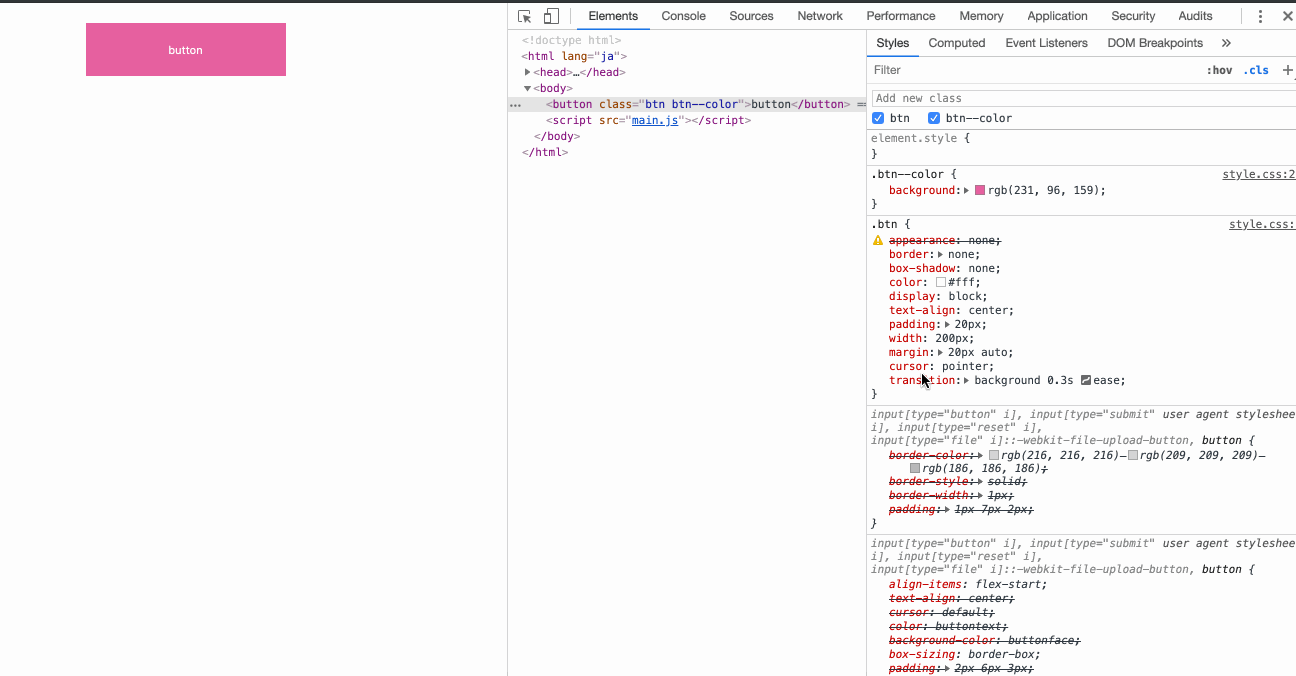 button
Elements Console Sources Network Performance Memory Application Security Audits
<!doctype html>
<html lang="ja">
<head>…</head>
<body>
<button class="btn btn--color">button</button> ==
<script src="main.js"></script>
</body>
</html>
Styles Computed Event Listeners DOM Breakpoints »
Filter :hov .cls +
Add new class
btn btn--color
element.style {
}
.btn--color { style.css:2
background: rgb(231, 96, 159);
}
.btn { style.css:
appearance: none;
border: none;
box-shadow: none;
color: #fff;
display: block;
text-align: center;
padding: 20px;
width: 200px;
margin: 20px auto;
cursor: pointer;
transition: background 0.3s ease;
}
input[type="button" i], input[type="submit" user agent styleshee
i], input[type="reset" i],
input[type="file" i]::-webkit-file-upload-button, button {
border-color: rgb(216, 216, 216) rgb(209, 209, 209)
rgb(186, 186, 186);
border-style: solid;
border-width: 1px;
padding: 1px 7px 2px;
}
input[type="button" i], input[type="submit" user agent styleshee
i], input[type="reset" i],
input[type="file" i]::-webkit-file-upload-button, button {
align-items: flex-start;
text-align: center;
cursor: default;
color: buttontext;
background-color: buttonface;
box-sizing: border-box;
padding: 2px 6px 3px;